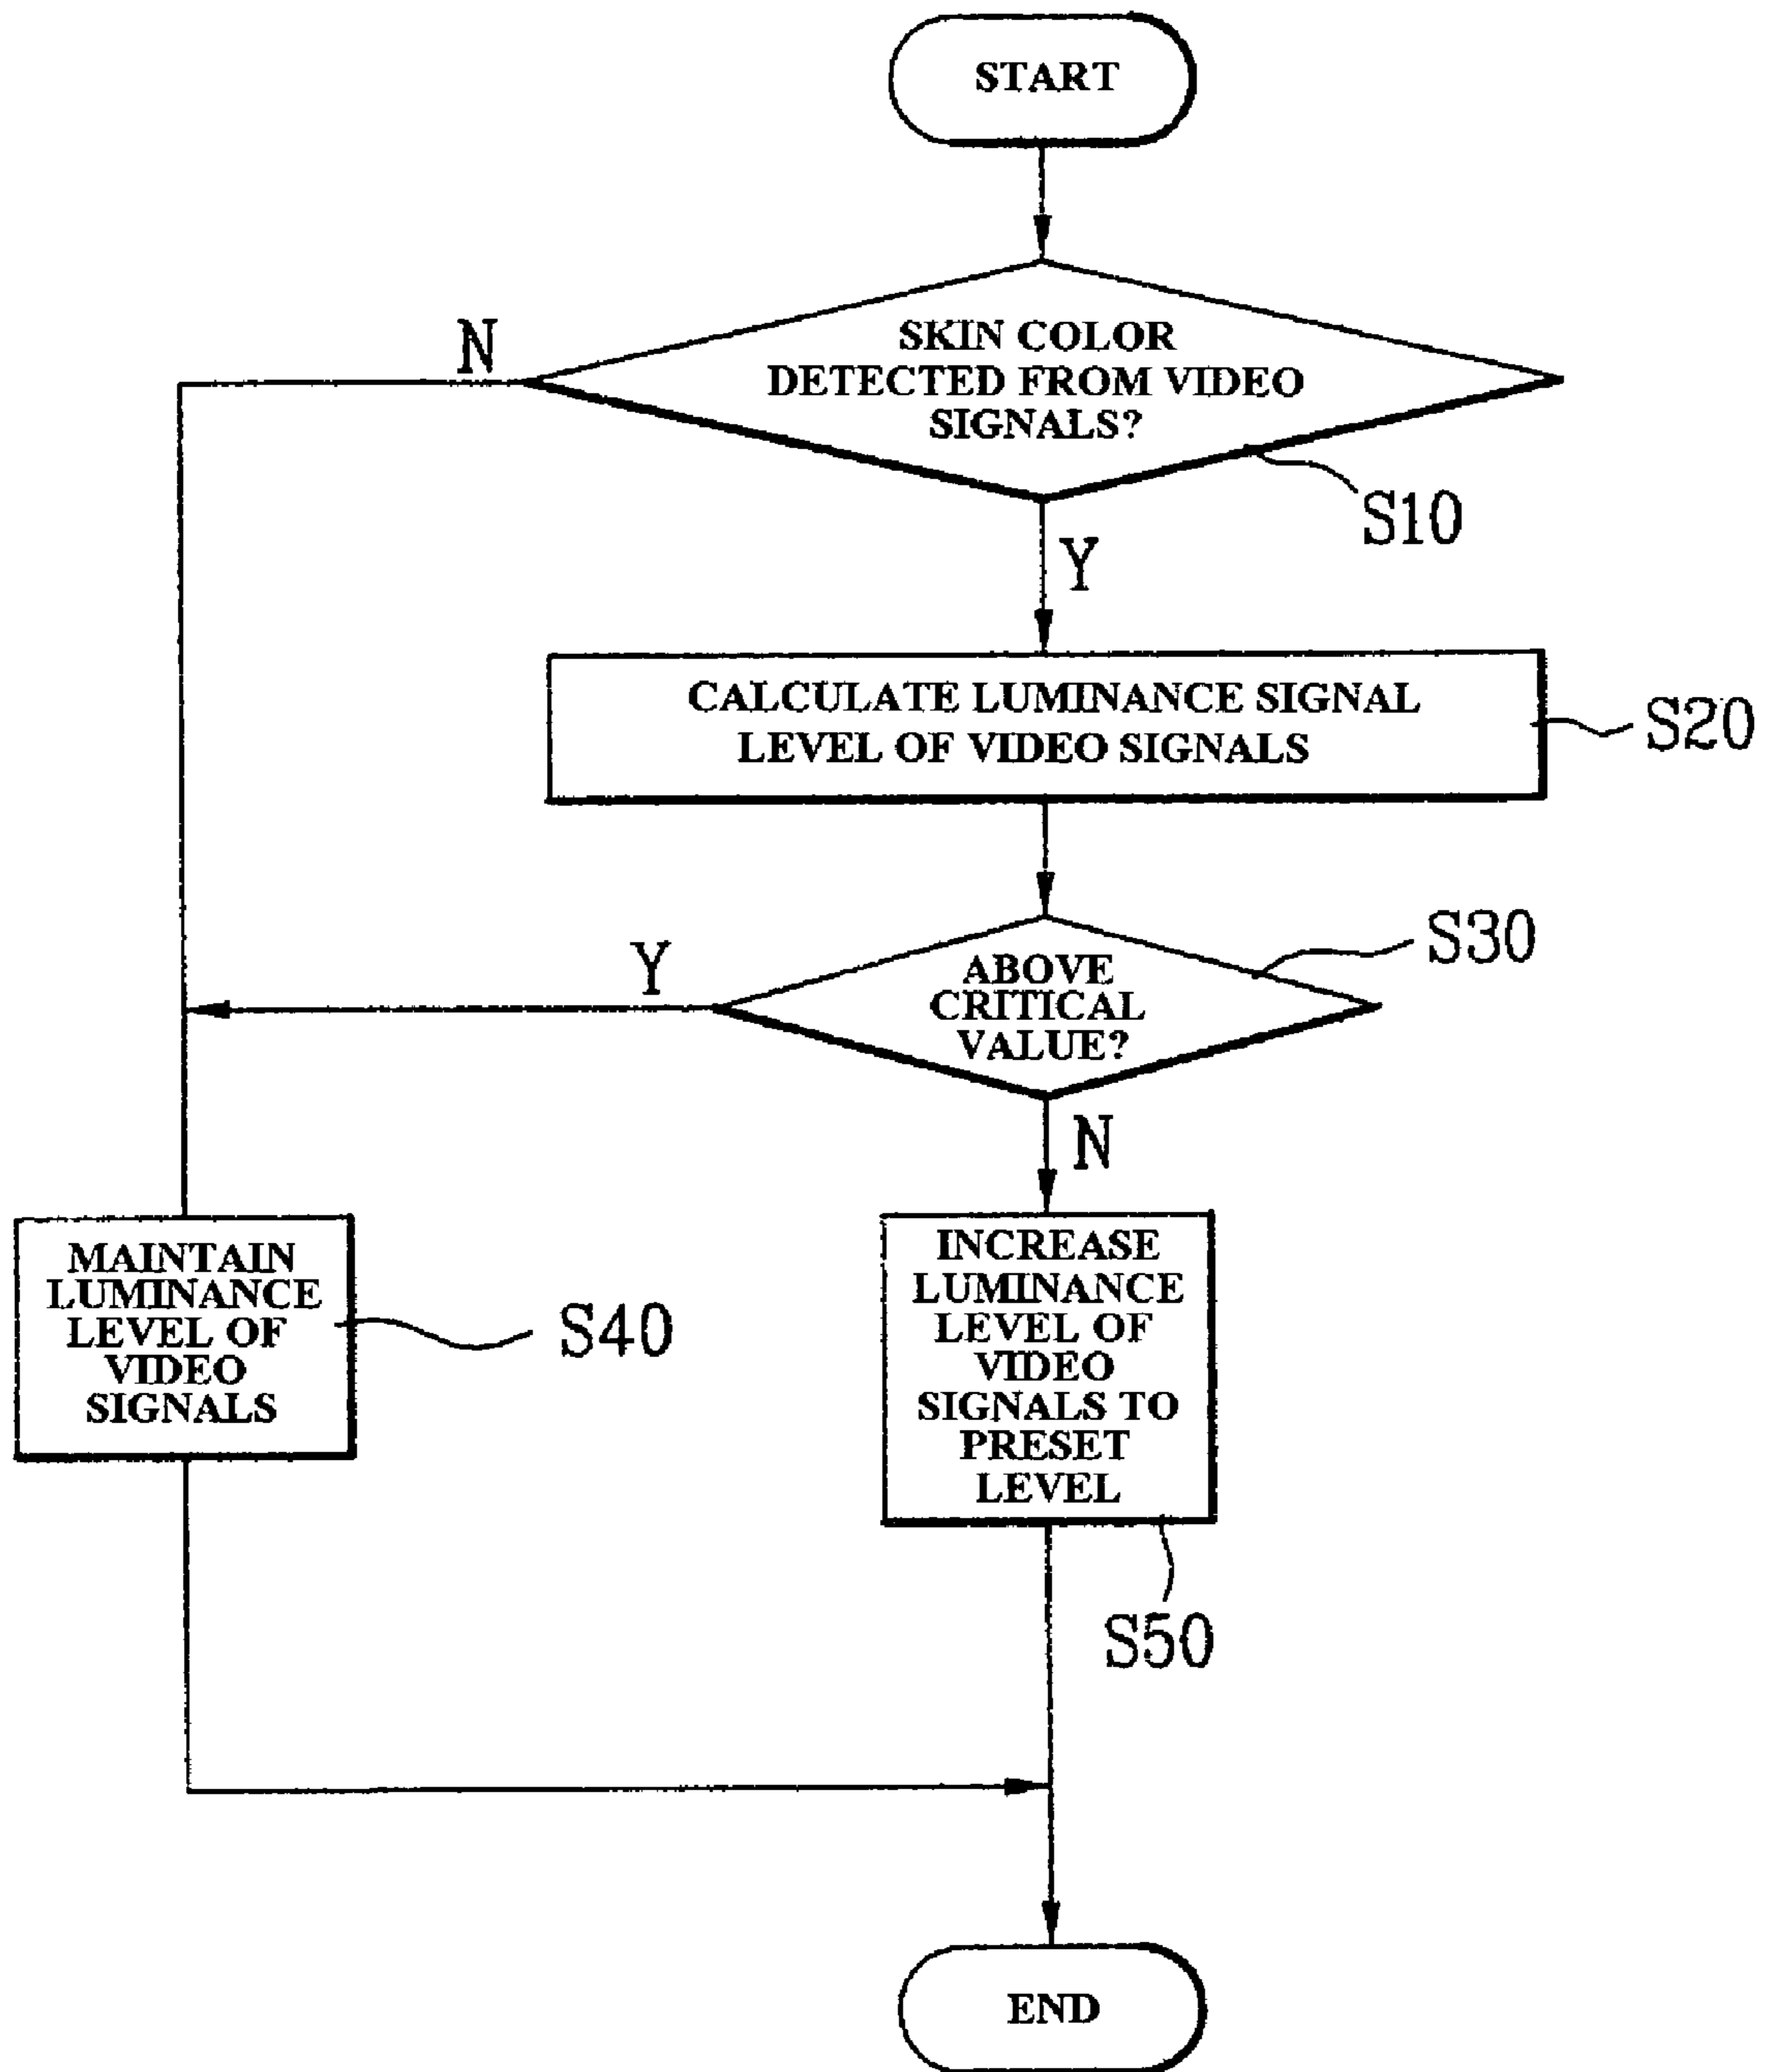 START
SKIN COLOR
DETECTED FROM VIDEO
SIGNALS?
N
S10
Y
CALCULATE LUMINANCE SIGNAL
LEVEL OF VIDEO SIGNALS
S20
S30
Y
ABOVE
CRITICAL
VALUE?
N
MAINTAIN
LUMINANCE
LEVEL OF
VIDEO
SIGNALS
S40
INCREASE
LUMINANCE
LEVEL OF
VIDEO
SIGNALS TO
PRESET
LEVEL
S50
END